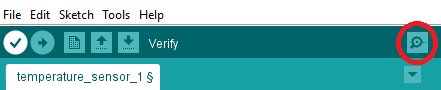 File Edit Sketch Tools Help
Verify
temperature_sensor_1 §